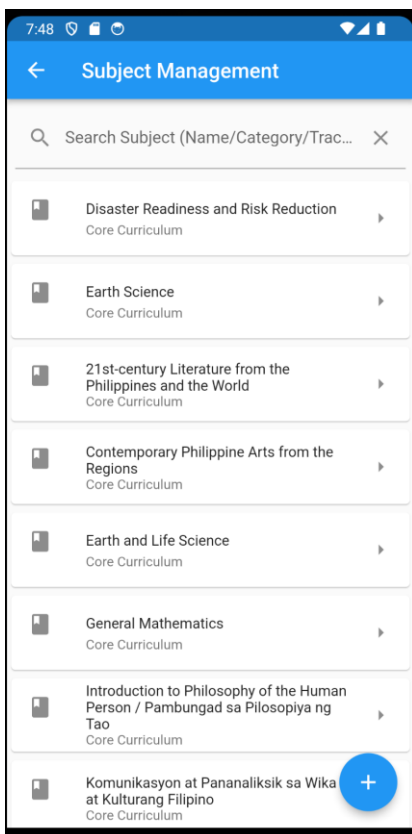 7:48
Subject Management
Search Subject (Name/Category/Trac...
Disaster Readiness and Risk Reduction
Core Curriculum
Earth Science
Core Curriculum
21st-century Literature from the
Philippines and the World
Core Curriculum
Contemporary Philippine Arts from the
Regions
Core Curriculum
Earth and Life Science
Core Curriculum
General Mathematics
Core Curriculum
Introduction to Philosophy of the Human
Person / Pambungad sa Pilosopiya ng
Tao
Core Curriculum
Komunikasyon at Pananaliksik sa Wika
at Kulturang Filipino
Core Curriculum